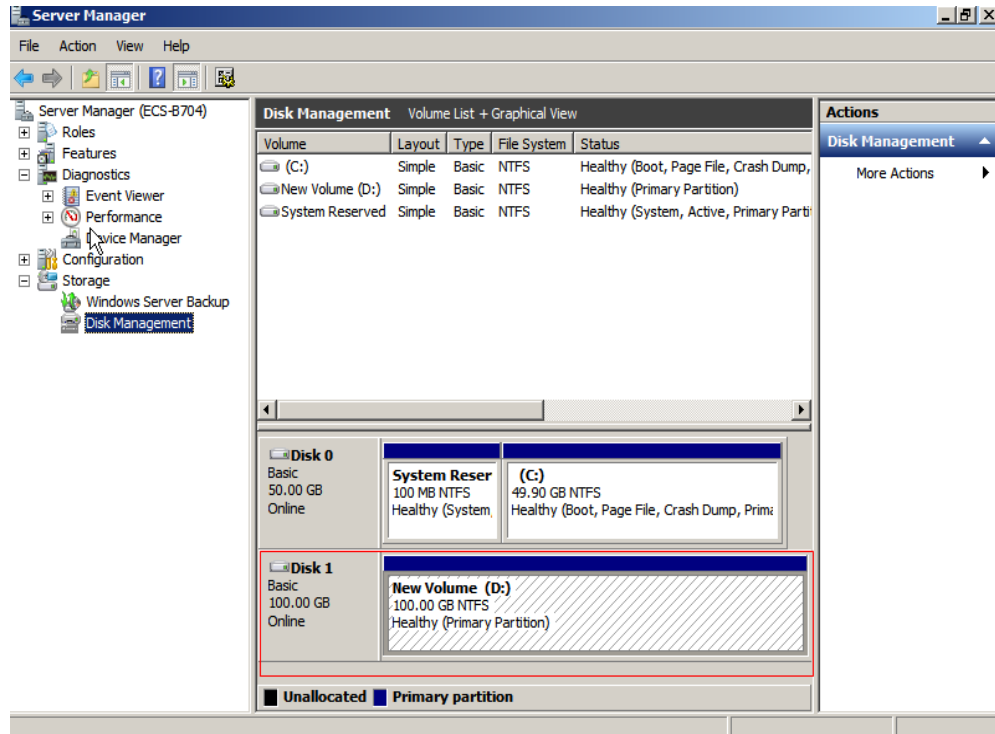 Server Manager
File Action View Help
Server Manager (ECS-B704)
Roles
Features
Diagnostics
Event Viewer
Performance
Device Manager
Configuration
Storage
Windows Server Backup
Disk Management
Disk Management Volume List + Graphical View
Volume Layout Type File System Status
(C:) Simple Basic NTFS Healthy (Boot, Page File, Crash Dump,
New Volume (D:) Simple Basic NTFS Healthy (Primary Partition)
System Reserved Simple Basic NTFS Healthy (System, Active, Primary Parti
Disk 0
Basic
50.00 GB
Online
System Reser
100 MB NTFS
Healthy (System,
(C:)
49.90 GB NTFS
Healthy (Boot, Page File, Crash Dump, Prima
Disk 1
Basic
100.00 GB
Online
New Volume (D:)
100.00 GB NTFS
Healthy (Primary Partition)
Unallocated Primary partition
Actions
Disk Management
More Actions